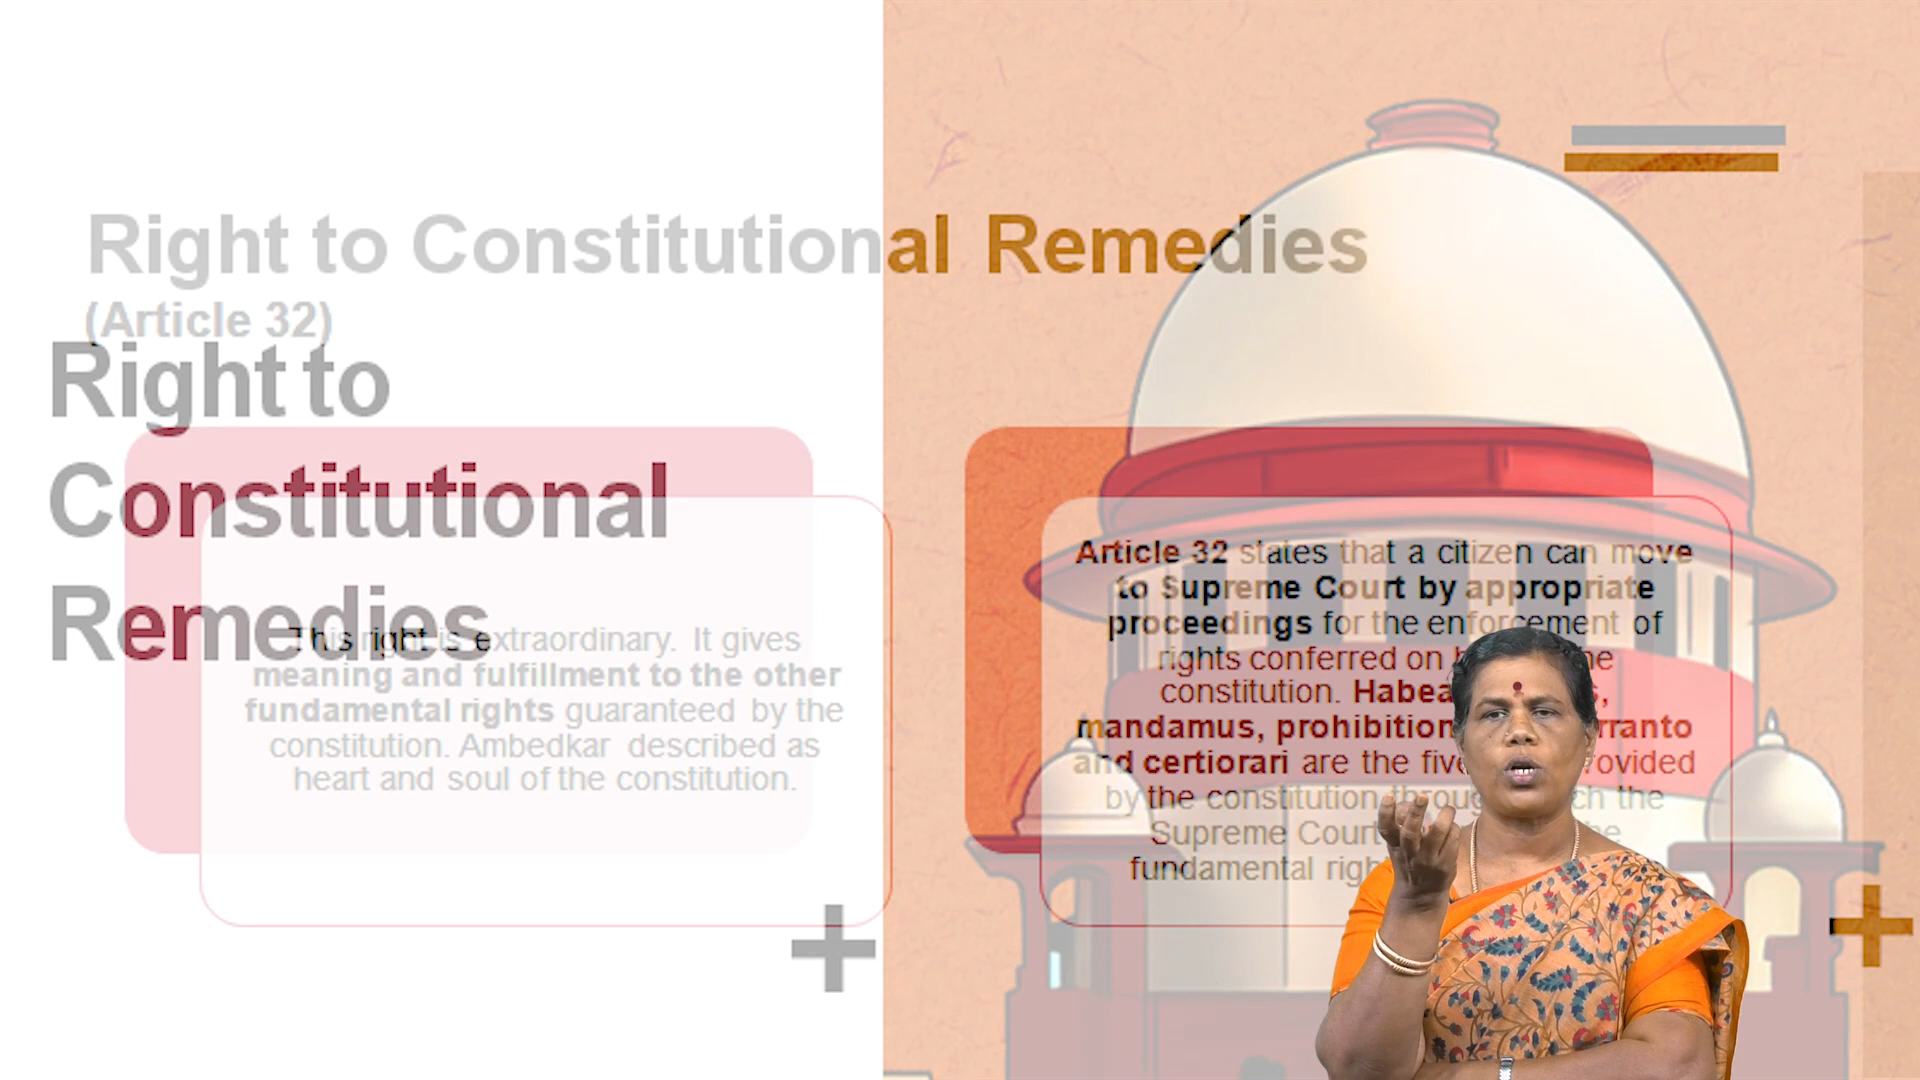 Right to Constitutional Remedies
(Article 32)
Right to
Constitutional
Remedies
This right is extraordinary. It gives
meaning and fulfillment to the other
fundamental rights guaranteed by the
constitution. Ambedkar described as
heart and soul of the constitution.
Article 32 states that a citizen can move
to Supreme Court by appropriate
proceedings for the enforcement of
rights conferred on
constitution.
mandamus, prohibition
and certiorari are the
by the constitution
Supreme Court
fundamental